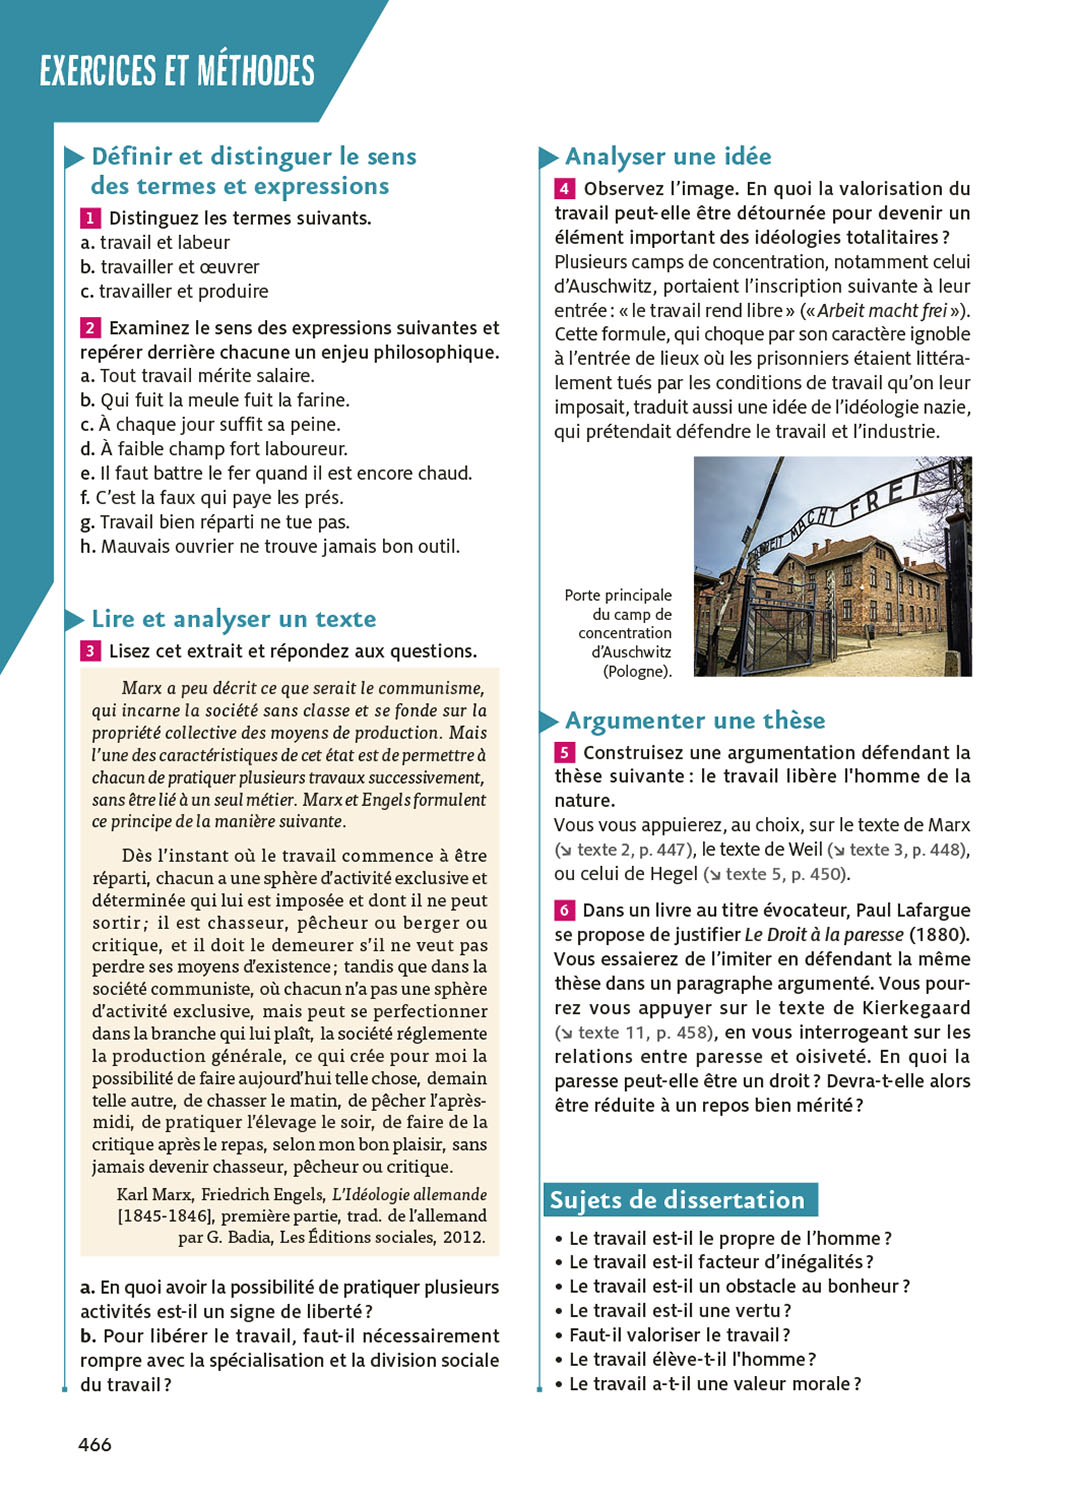 EXERCICES ET MÉTHODES
Définir et distinguer le sens
des termes et expressions
1 Distinguez les termes suivants.
a. travail et labeur
b. travailler et œuvrer
c. travailler et produire
2 Examinez le sens des expressions suivantes et
repérer derrière chacune un enjeu philosophique.
a. Tout travail mérite salaire.
b. Qui fuit la meule fuit la farine.
c. À chaque jour suffit sa peine.
d. À faible champ fort laboureur.
e. Il faut battre le fer quand il est encore chaud.
f. C’est la faux qui paye les prés.
g. Travail bien réparti ne tue pas.
h. Mauvais ouvrier ne trouve jamais bon outil.
Lire et analyser un texte
3 Lisez cet extrait et répondez aux questions.
Marx a peu décrit ce que serait le communisme,
qui incarne la société sans classe et se fonde sur la
propriété collective des moyens de production. Mais
l’une des caractéristiques de cet état est de permettre à
chacun de pratiquer plusieurs travaux successivement,
sans être lié à un seul métier. Marx et Engels formulent
ce principe de la manière suivante.
Dès l’instant où le travail commence à être
réparti, chacun a une sphère d’activité exclusive et
déterminée qui lui est imposée et dont il ne peut
sortir ; il est chasseur, pêcheur ou berger ou
critique, et il doit le demeurer s’il ne veut pas
perdre ses moyens d’existence ; tandis que dans la
société communiste, où chacun n’a pas une sphère
d’activité exclusive, mais peut se perfectionner
dans la branche qui lui plaît, la société réglemente
la production générale, ce qui crée pour moi la
possibilité de faire aujourd’hui telle chose, demain
telle autre, de chasser le matin, de pêcher l’après-
midi, de pratiquer l’élevage le soir, de faire de la
critique après le repas, selon mon bon plaisir, sans
jamais devenir chasseur, pêcheur ou critique.
Karl Marx, Friedrich Engels, L’Idéologie allemande
[1845-1846], première partie, trad. de l’allemand
par G. Badia, Les Éditions sociales, 2012.
a. En quoi avoir la possibilité de pratiquer plusieurs
activités est-il un signe de liberté ?
b. Pour libérer le travail, faut-il nécessairement
rompre avec la spécialisation et la division sociale
du travail ?
466
Analyser une idée
4 Observez l’image. En quoi la valorisation du
travail peut-elle être détournée pour devenir un
élément important des idéologies totalitaires ?
Plusieurs camps de concentration, notamment celui
d’Auschwitz, portaient l’inscription suivante à leur
entrée : « le travail rend libre » (« Arbeit macht frei »).
Cette formule, qui choque par son caractère ignoble
à l’entrée de lieux où les prisonniers étaient littéra-
lement tués par les conditions de travail qu’on leur
imposait, traduit aussi une idée de l’idéologie nazie,
qui prétendait défendre le travail et l’industrie.
ARBEIT MACHT FREI
Porte principale
du camp de
concentration
d’Auschwitz
(Pologne).
Argumenter une thèse
5 Construisez une argumentation défendant la
thèse suivante : le travail libère l'homme de la
nature.
Vous vous appuierez, au choix, sur le texte de Marx
(↘ texte 2, p. 447), le texte de Weil (↘ texte 3, p. 448),
ou celui de Hegel (↘ texte 5, p. 450).
6 Dans un livre au titre évocateur, Paul Lafargue
se propose de justifier Le Droit à la paresse (1880).
Vous essaierez de l’imiter en défendant la même
thèse dans un paragraphe argumenté. Vous pour-
rez vous appuyer sur le texte de Kierkegaard
(↘ texte 11, p. 458), en vous interrogeant sur les
relations entre paresse et oisiveté. En quoi la
paresse peut-elle être un droit ? Devra-t-elle alors
être réduite à un repos bien mérité ?
Sujets de dissertation
• Le travail est-il le propre de l’homme ?
• Le travail est-il facteur d’inégalités ?
• Le travail est-il un obstacle au bonheur ?
• Le travail est-il une vertu ?
• Faut-il valoriser le travail ?
• Le travail élève-t-il l'homme ?
• Le travail a-t-il une valeur morale ?